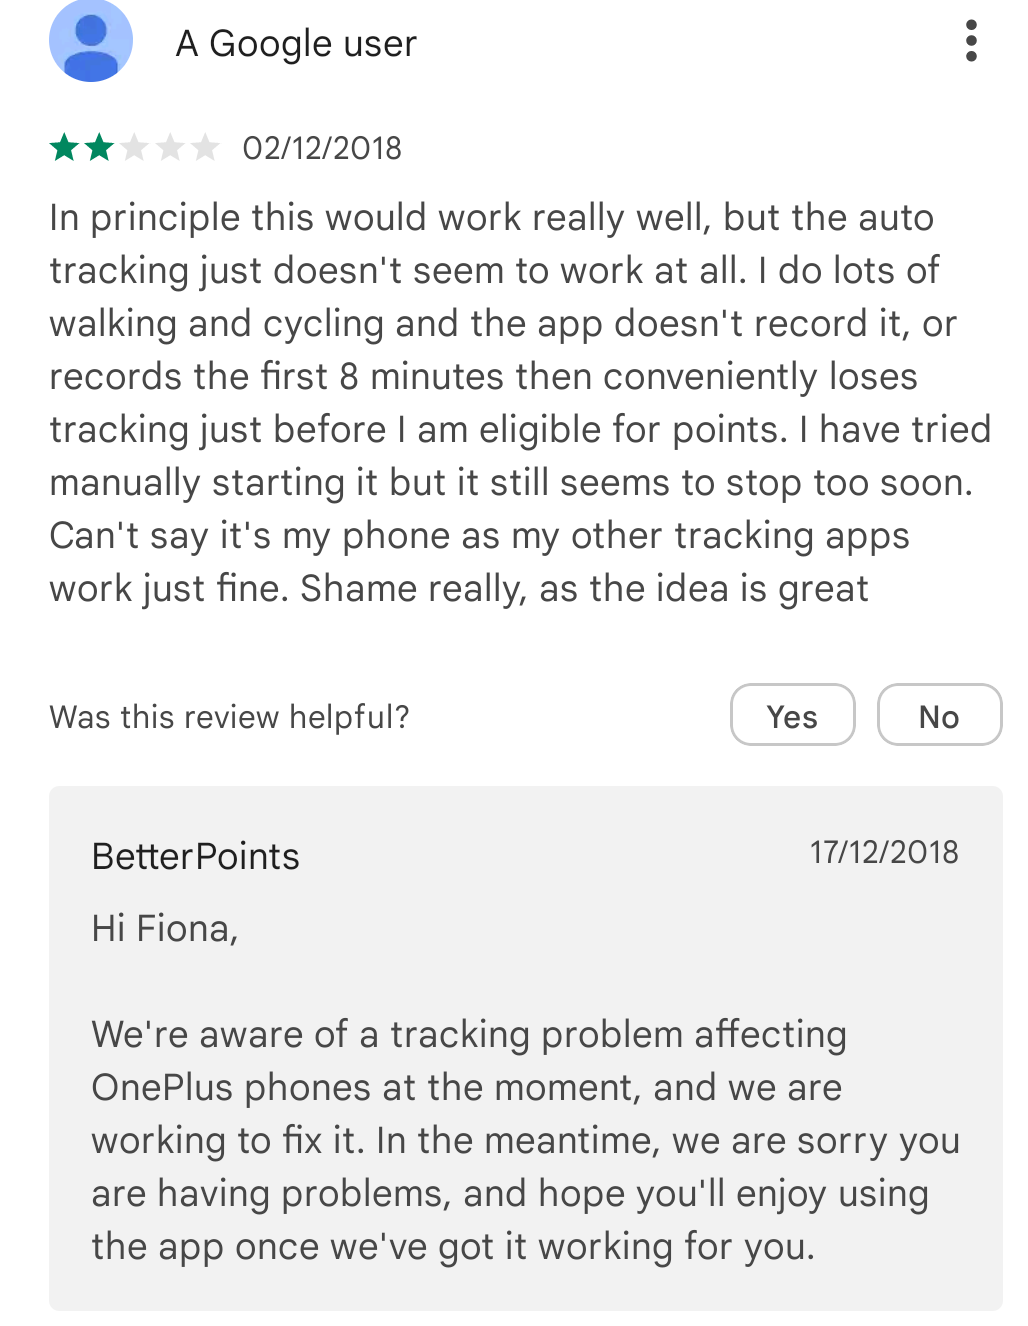 A Google user
02/12/2018
In principle this would work really well, but the auto
tracking just doesn't seem to work at all. I do lots of
walking and cycling and the app doesn't record it, or
records the first 8 minutes then conveniently loses
tracking just before I am eligible for points. I have tried
manually starting it but it still seems to stop too soon.
Can't say it's my phone as my other tracking apps
work just fine. Shame really, as the idea is great
Was this review helpful?
Yes
No
BetterPoints
17/12/2018
Hi Fiona,
We're aware of a tracking problem affecting
OnePlus phones at the moment, and we are
working to fix it. In the meantime, we are sorry you
are having problems, and hope you'll enjoy using
the app once we've got it working for you.